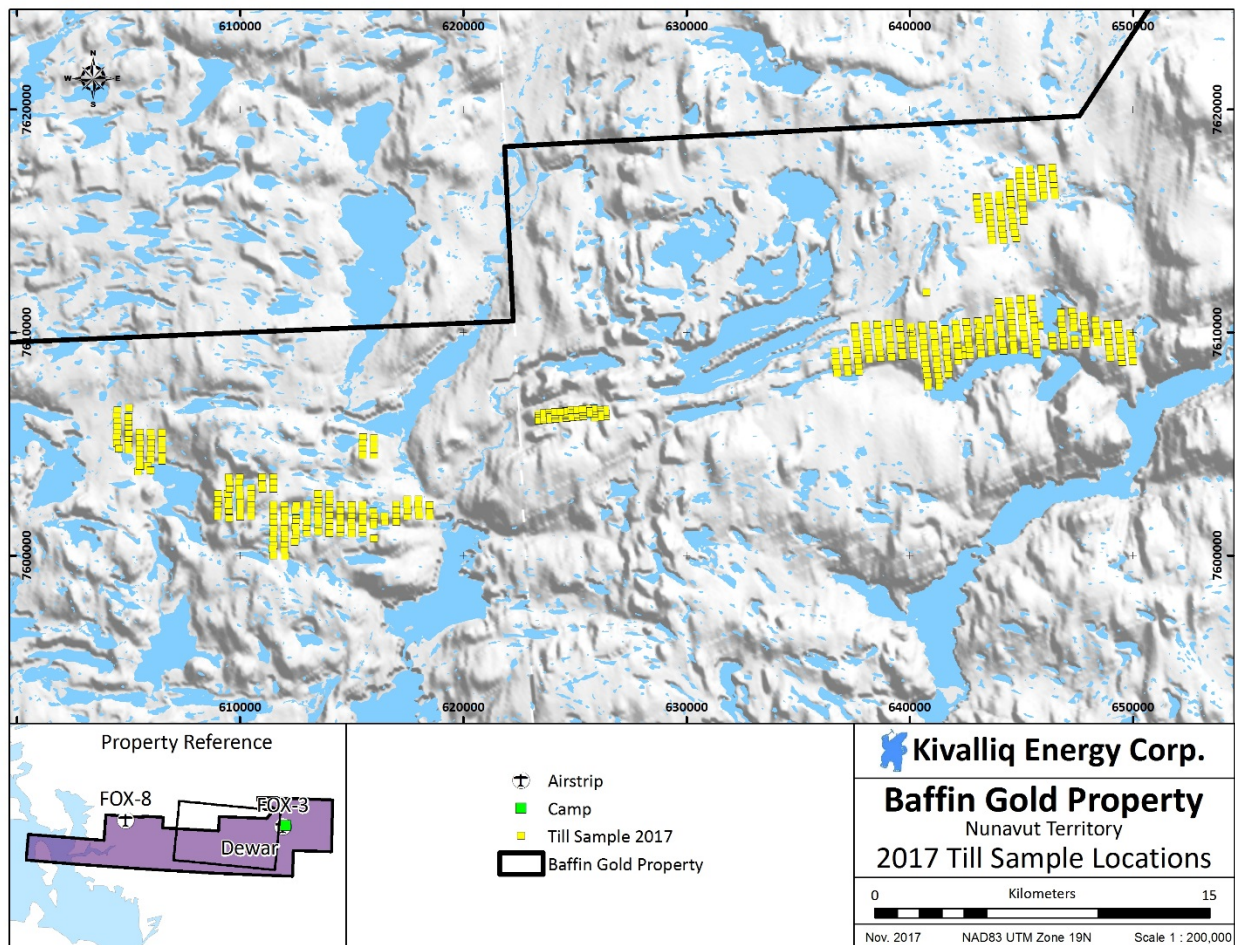 610000 620000 630000 640000 650000
N
W E
S
7620000 7620000
7610000 7610000
7600000 7600000
610000 620000 630000 640000 650000
Property Reference
FOX-8
FOX-3
Dewar
Airstrip
Camp
Till Sample 2017
Baffin Gold Property
Kivalliq Energy Corp.
Baffin Gold Property
Nunavut Territory
2017 Till Sample Locations
0 Kilometers 15
Nov. 2017 NAD83 UTM Zone 19N Scale 1 : 200,000